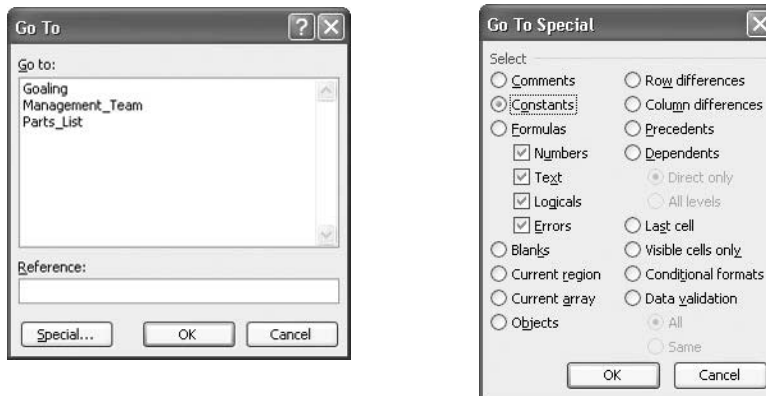 Go To
Go to:
Goaling
Management_Team
Parts_List
Reference:
Special...
OK
Cancel
Go To Special
Select
Comments
Constants
Formulas
Numbers
Text
Logicals
Errors
Blanks
Current region
Current array
Objects
Row differences
Column differences
Precedents
Dependents
Direct only
All levels
Last cell
Visible cells only
Conditional formats
Data validation
All
Same
OK
Cancel